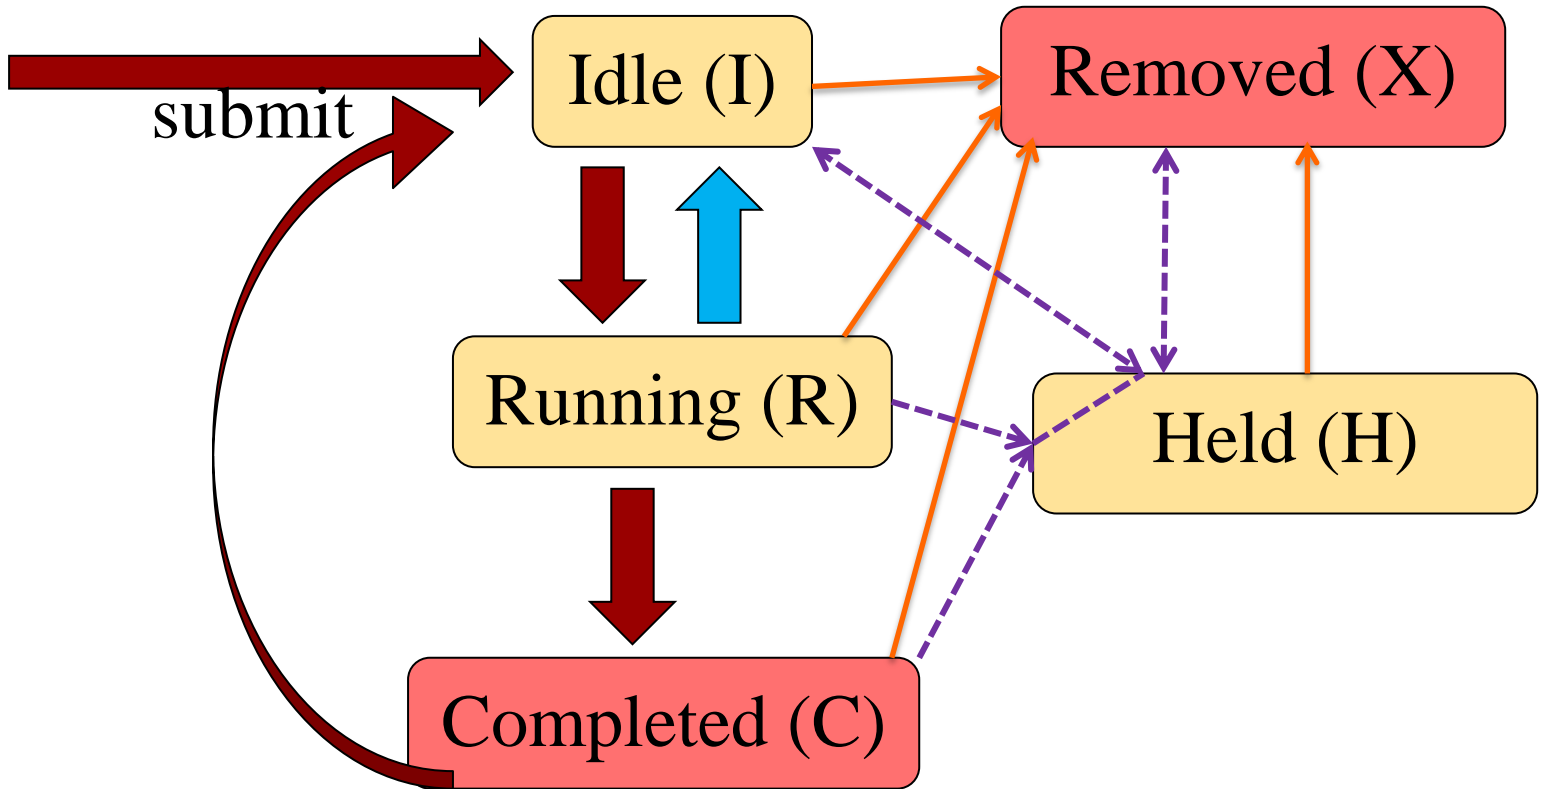 Idle (I)
Removed (X)
submit
Running (R)
Held (H)
Completed (C)